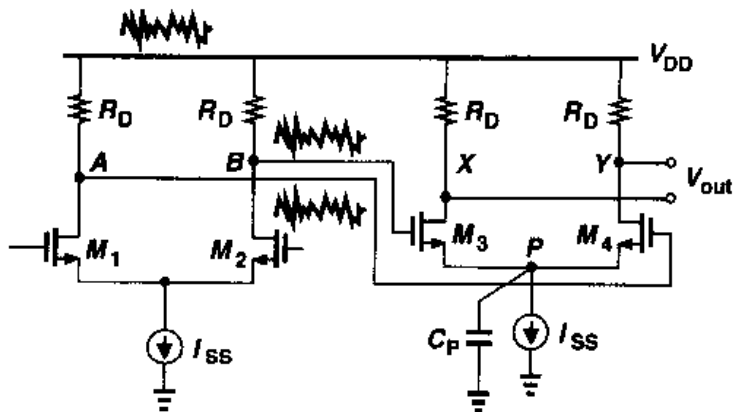 V_DD
R_D R_D R_D R_D
A B X Y
V_out
M_1 M_2 M_3 P M_4
I_SS C_P I_SS